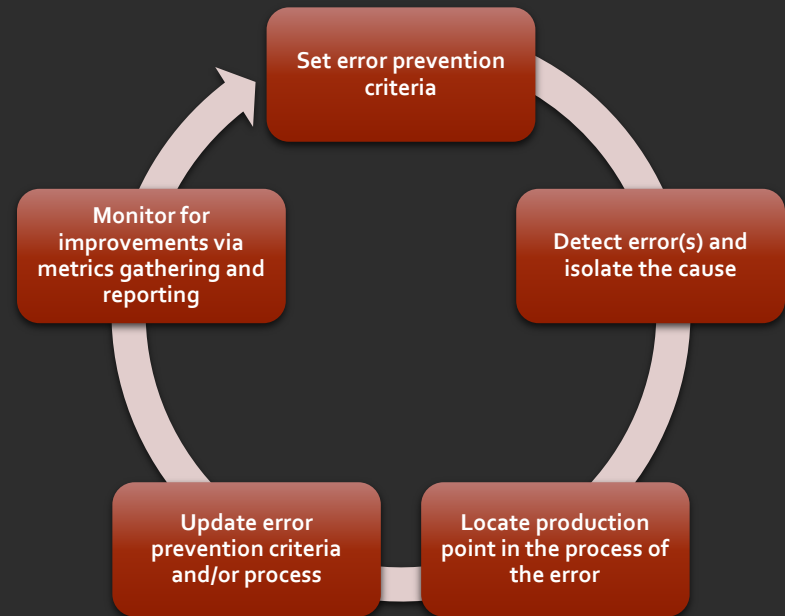 Set error prevention
criteria
Detect error(s) and
isolate the cause
Locate production
point in the process of
the error
Update error
prevention criteria
and/or process
Monitor for
improvements via
metrics gathering and
reporting